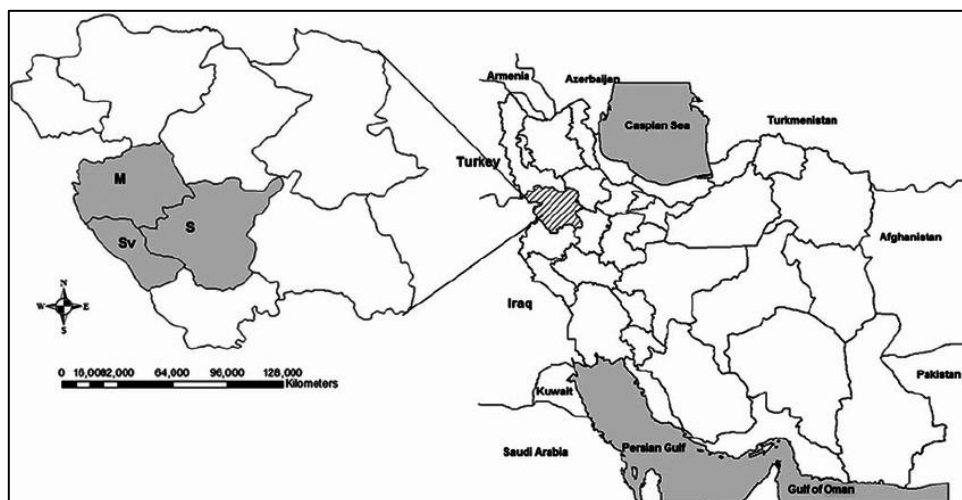 M
S
Sv
N
W E
S
0 16,00032,000 64,000 96,000 128,000
Kilometers
Armenia
Azerbaijan
Caspian Sea
Turkmenistan
Turkey
Afghanistan
Iraq
Pakistan
Kuwait
Saudi Arabia
Persian Gulf
Gulf of Oman